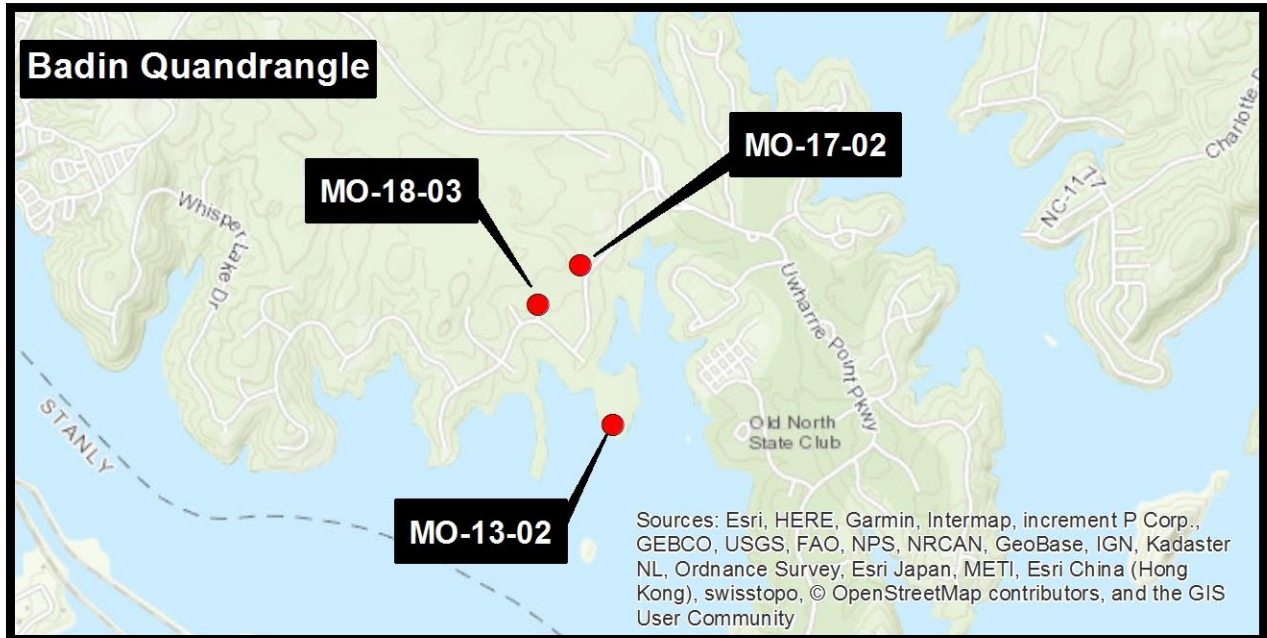 Badin Quandrangle
MO-17-02
MO-18-03
MO-13-02
Whisper Lake Dr
Uwharrie Point Pkwy
NC-11
77
STANLY
Old North
State Club
Sources: Esri, HERE, Garmin, Intermap, increment P Corp.,
GEBCO, USGS, FAO, NPS, NRCAN, GeoBase, IGN, Kadaster
NL, Ordnance Survey, Esri Japan, METI, Esri China (Hong
Kong), swisstopo, © OpenStreetMap contributors, and the GIS
User Community